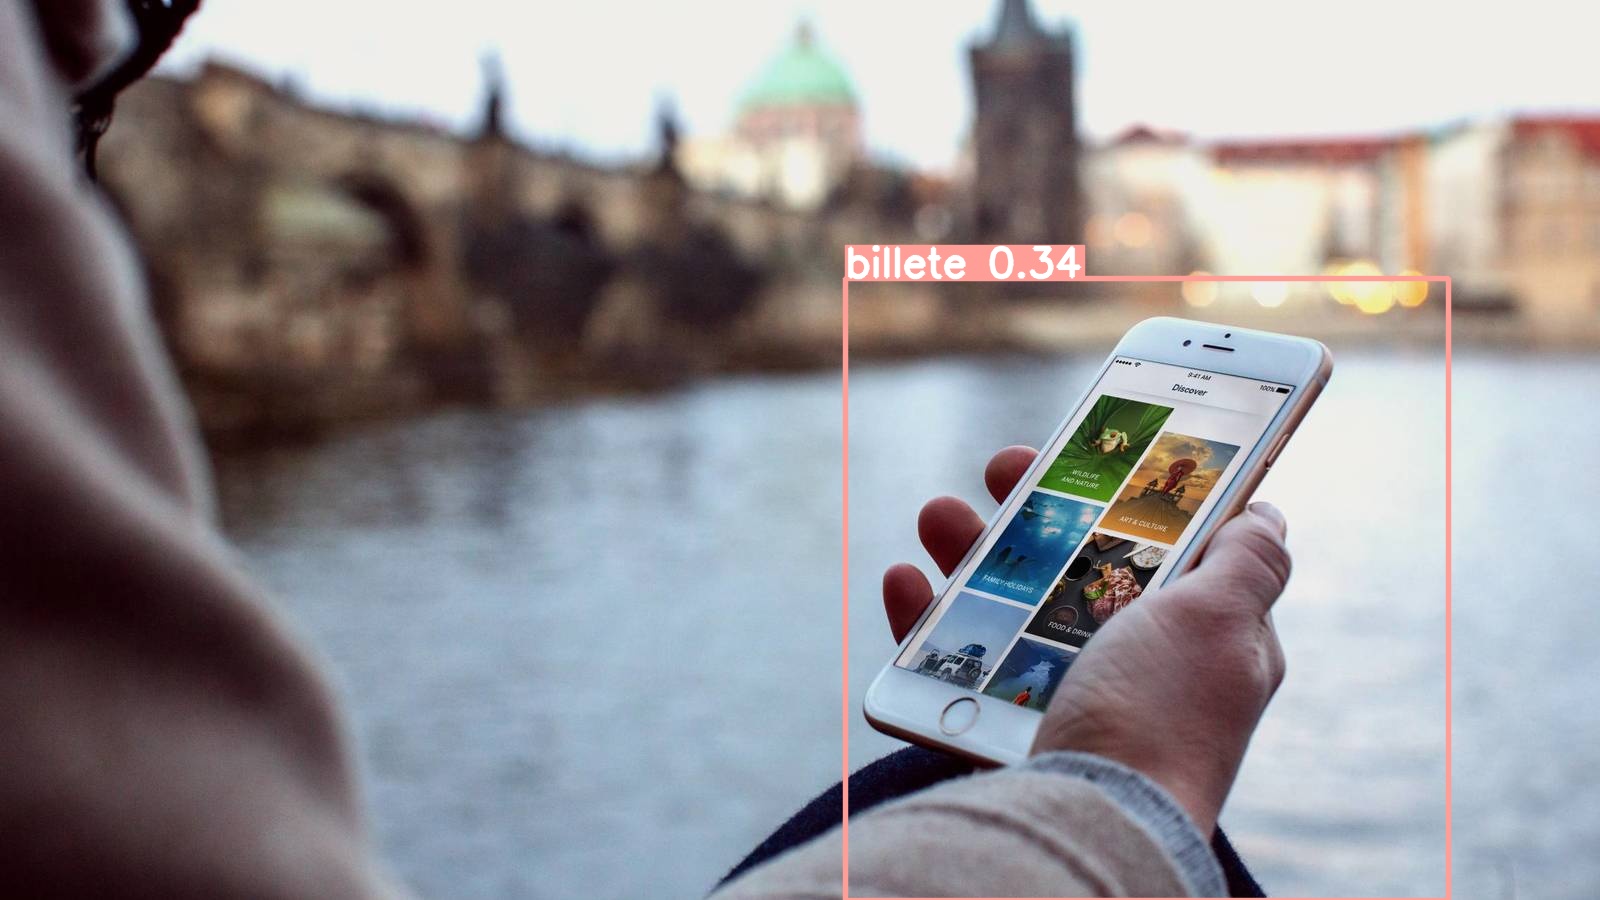 billete 0.34
9:41 AM
100%
Discover
WILDLIFE
AND NATURE
ART & CULTURE
FAMILY HOLIDAYS
FOOD & DRINK